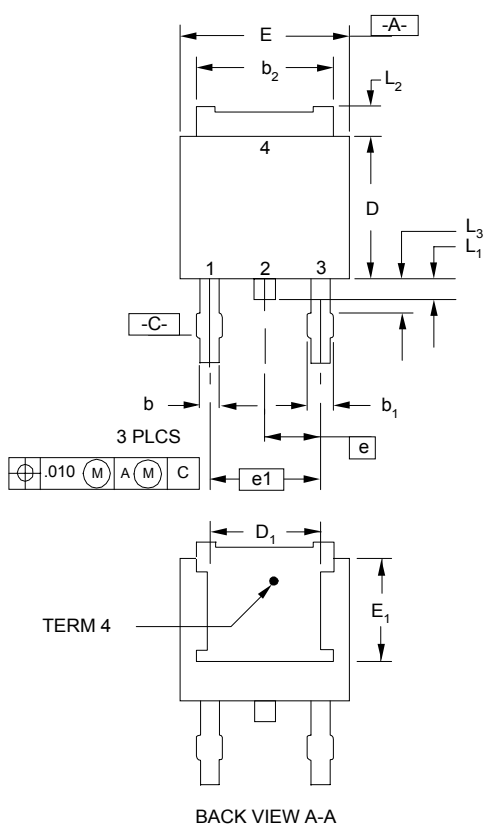 E
-A-
b2
L2
4
D
L3
L1
1 2 3
-C-
b
b1
3 PLCS
e
.010 M A M C
e1
D1
TERM 4
E1
BACK VIEW A-A